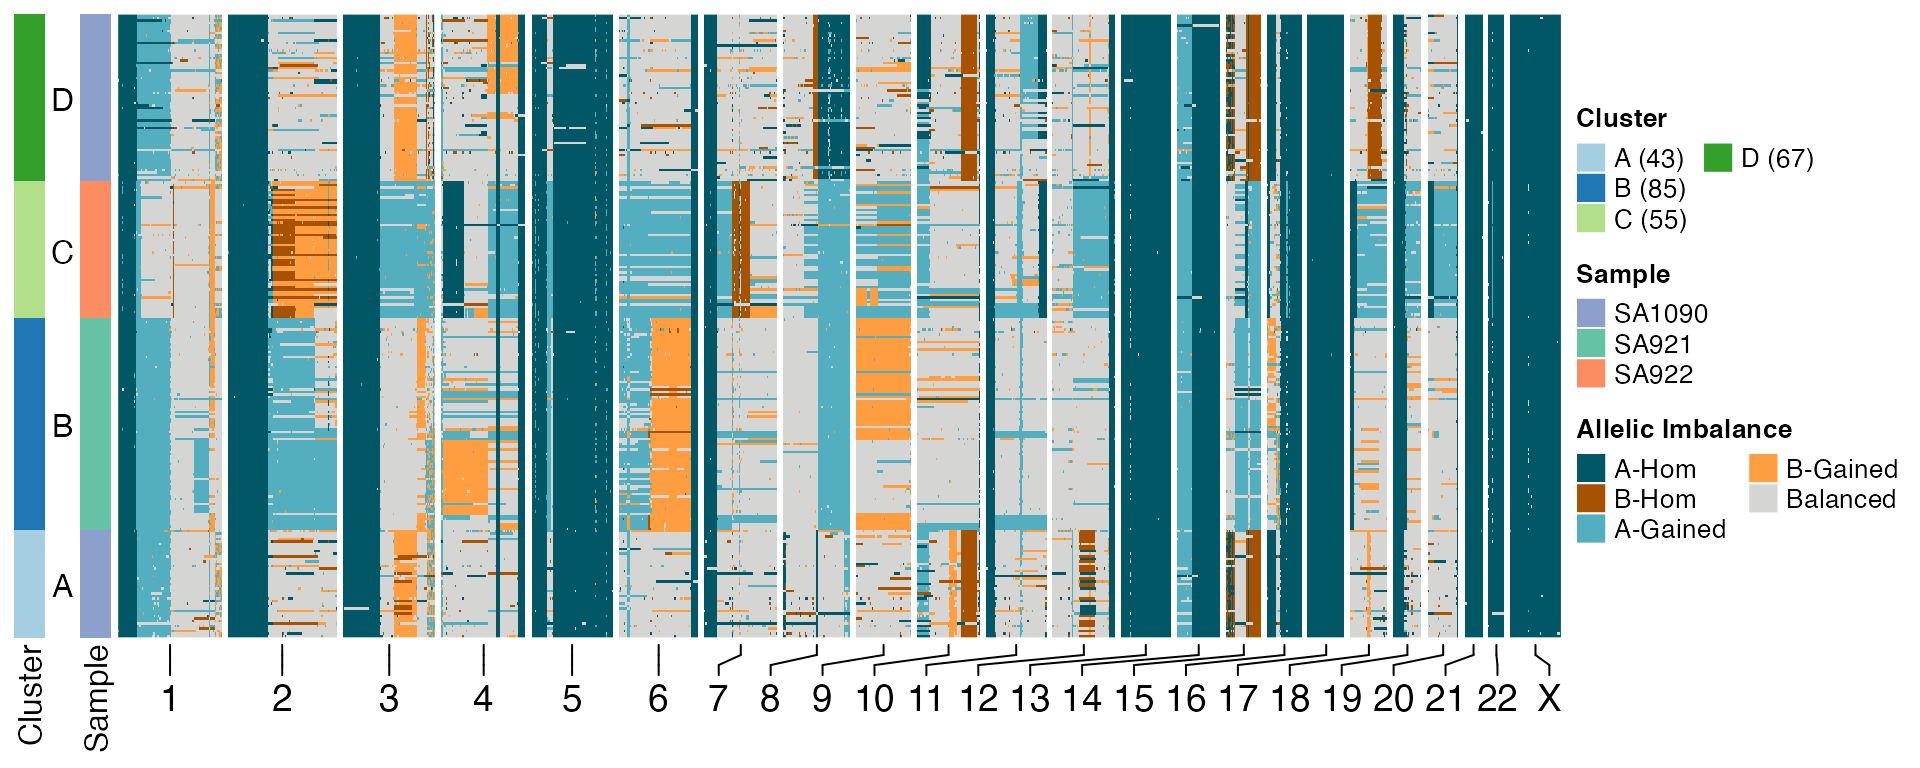 D
C
B
A
Cluster
Sample
1 2 3 4 5 6 7 8 9 10 11 12 13 14 15 16 17 18 19 20 21 22 X
Cluster
A (43) D (67)
B (85)
C (55)
Sample
SA1090
SA921
SA922
Allelic Imbalance
A-Hom B-Gained
B-Hom Balanced
A-Gained